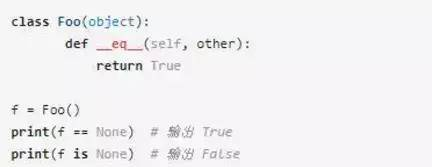 class Foo(object):
        def __eq__(self, other):
            return True

f = Foo()
print(f == None)  # 输出 True
print(f is None)  # 输出 False